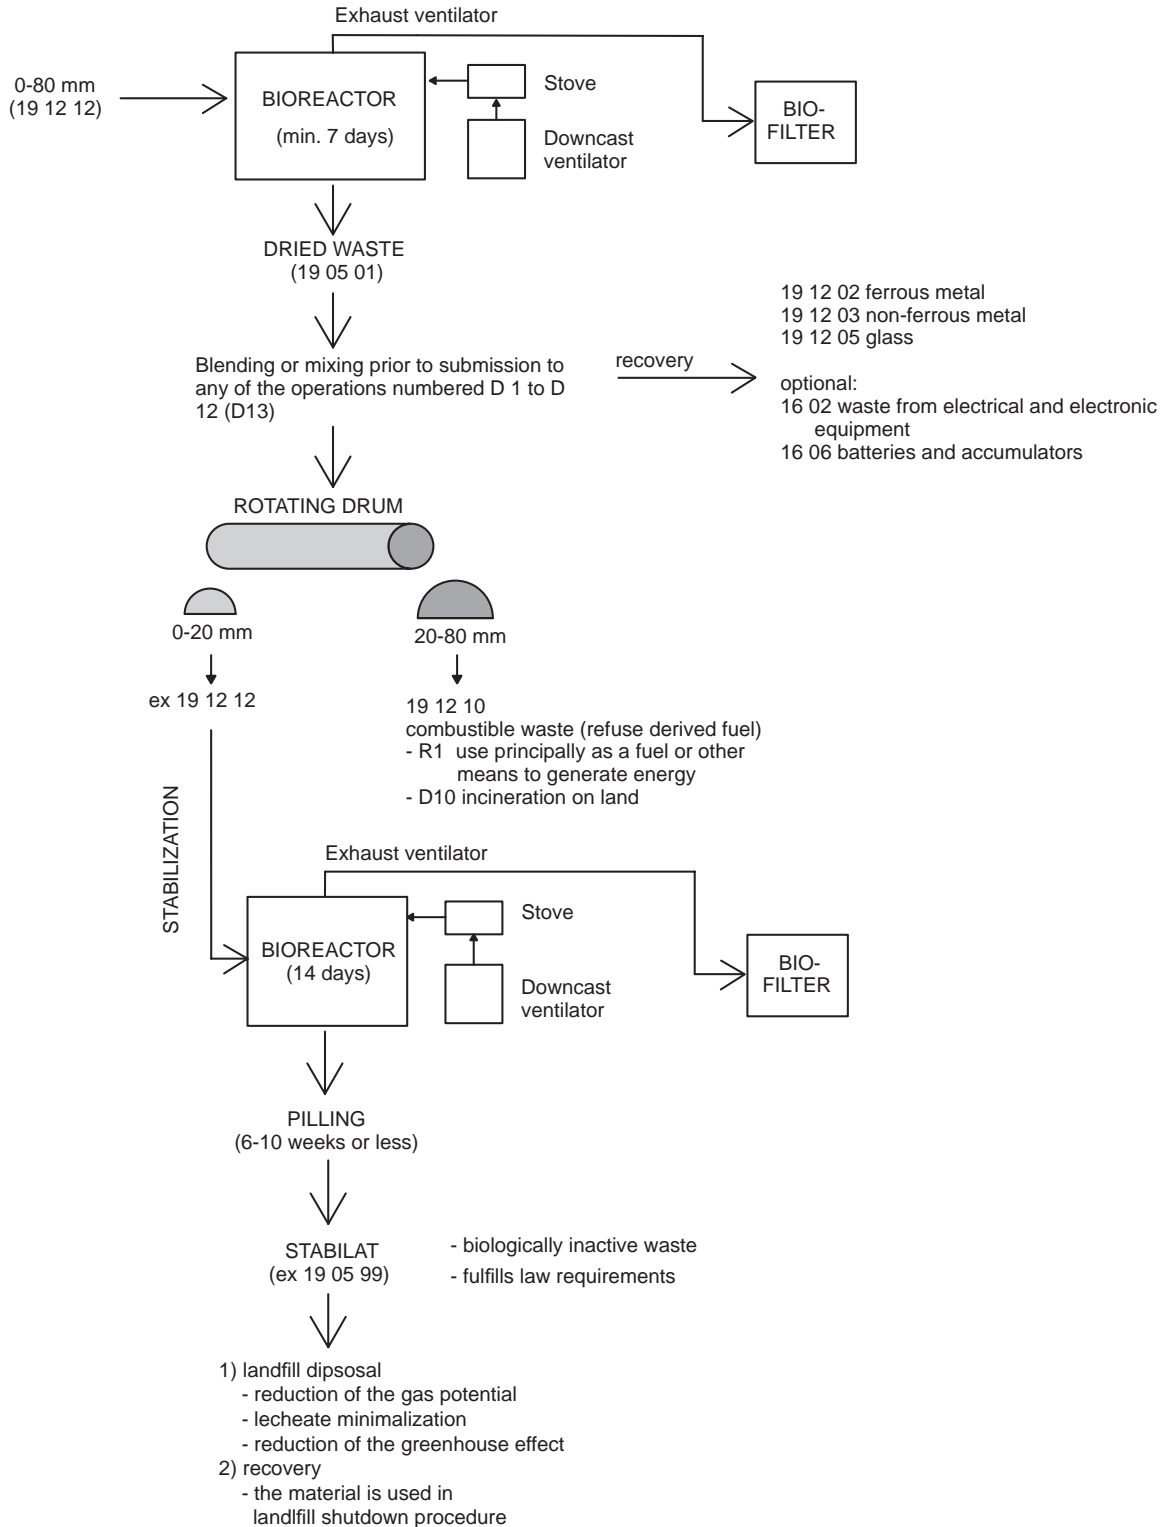 Exhaust ventilator
0-80 mm
(19 12 12)
BIOREACTOR
(min. 7 days)
Stove
Downcast
ventilator
BIO-
FILTER
DRIED WASTE
(19 05 01)
Blending or mixing prior to submission to
any of the operations numbered D 1 to D
12 (D13)
recovery
19 12 02 ferrous metal
19 12 03 non-ferrous metal
19 12 05 glass
optional:
16 02 waste from electrical and electronic
equipment
16 06 batteries and accumulators
ROTATING DRUM
0-20 mm
20-80 mm
ex 19 12 12
19 12 10
combustible waste (refuse derived fuel)
- R1 use principally as a fuel or other
means to generate energy
- D10 incineration on land
STABILIZATION
Exhaust ventilator
BIOREACTOR
(14 days)
Stove
Downcast
ventilator
BIO-
FILTER
PILLING
(6-10 weeks or less)
STABILAT
(ex 19 05 99)
- biologically inactive waste
- fulfills law requirements
1) landfill dipsosal
- reduction of the gas potential
- lecheate minimalization
- reduction of the greenhouse effect
2) recovery
- the material is used in
landlfill shutdown procedure